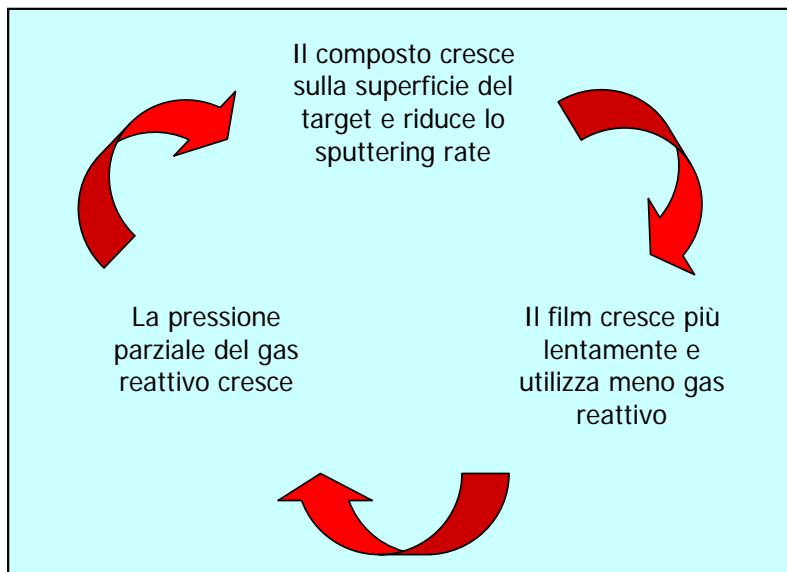 Il composto cresce
sulla superficie del
target e riduce lo
sputtering rate
La pressione
parziale del gas
reattivo cresce
Il film cresce più
lentamente e
utilizza meno gas
reattivo